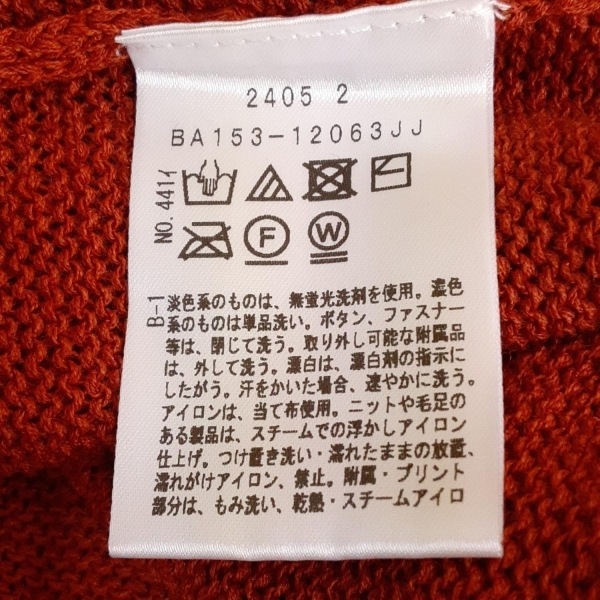 2405 2
BA153-12063JJ
NO.441イ
F
W
B-1
淡色系のものは、無蛍光洗剤を使用。濃色
系のものは単品洗い。ボタン、ファスナー
等は、閉じて洗う。取り外し可能な附属品
は、外して洗う。漂白は、漂白剤の指示に
したがう。汗をかいた場合、速やかに洗う。
アイロンは、当て布使用。ニットや毛足の
ある製品は、スチームでの浮かしアイロン
仕上げ。つけ置き洗い・濡れたままの放置、
濡れがけアイロン、禁止。附属・プリント
部分は、もみ洗い、乾熱・スチームアイロ